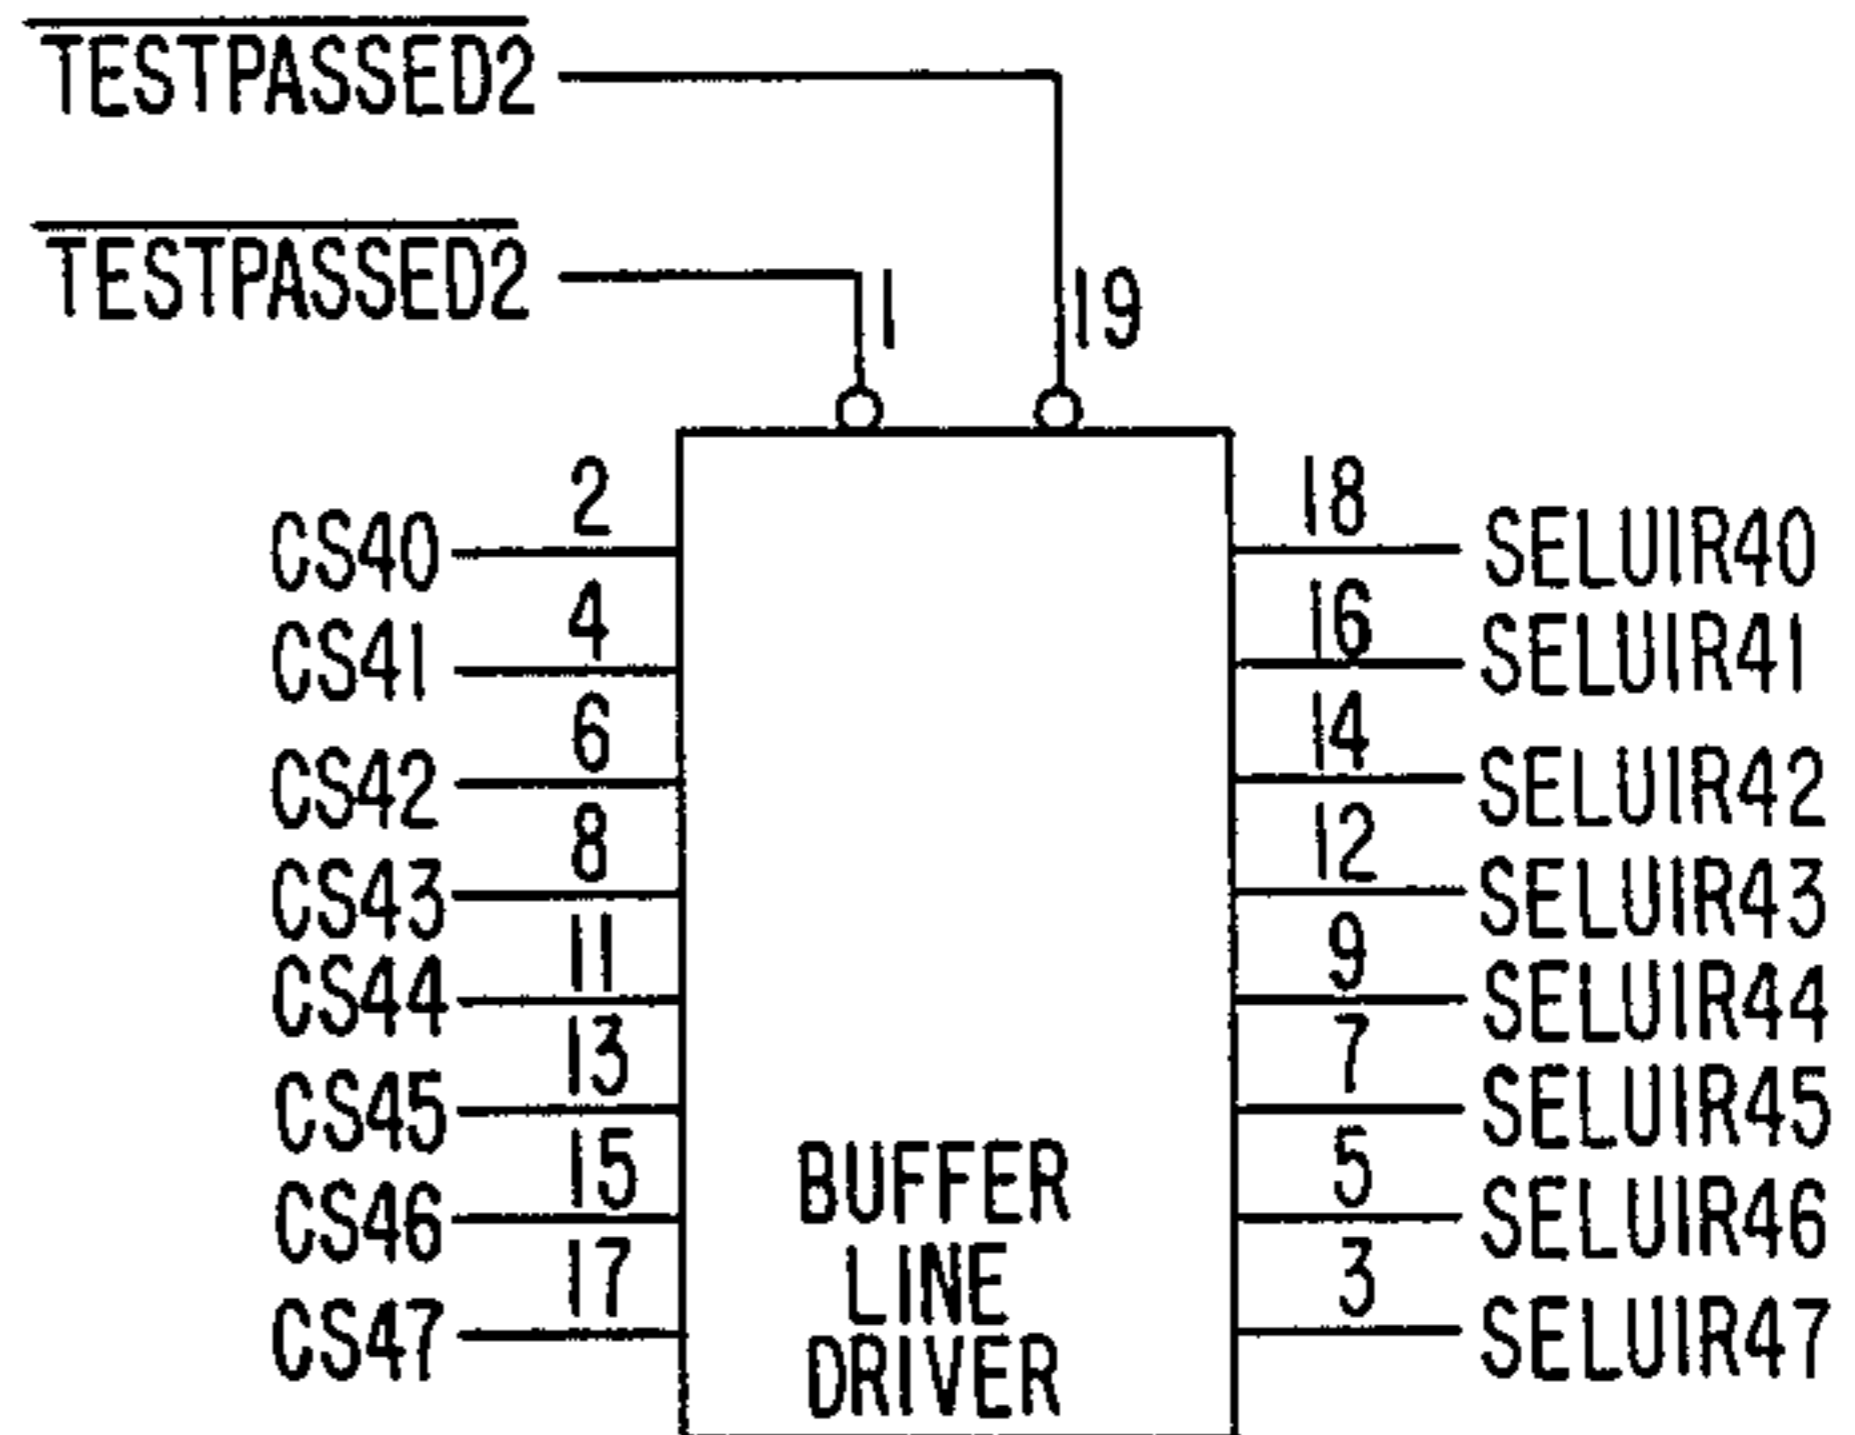 TESTPASSED2
TESTPASSED2
1 19
2 18
CS40 SELUIR40
4 16
CS41 SELUIR41
6 14
CS42 SELUIR42
8 12
CS43 SELUIR43
11 9
CS44 SELUIR44
13 7
CS45 SELUIR45
15 5
CS46 SELUIR46
17 3
CS47 SELUIR47
BUFFER
LINE
DRIVER